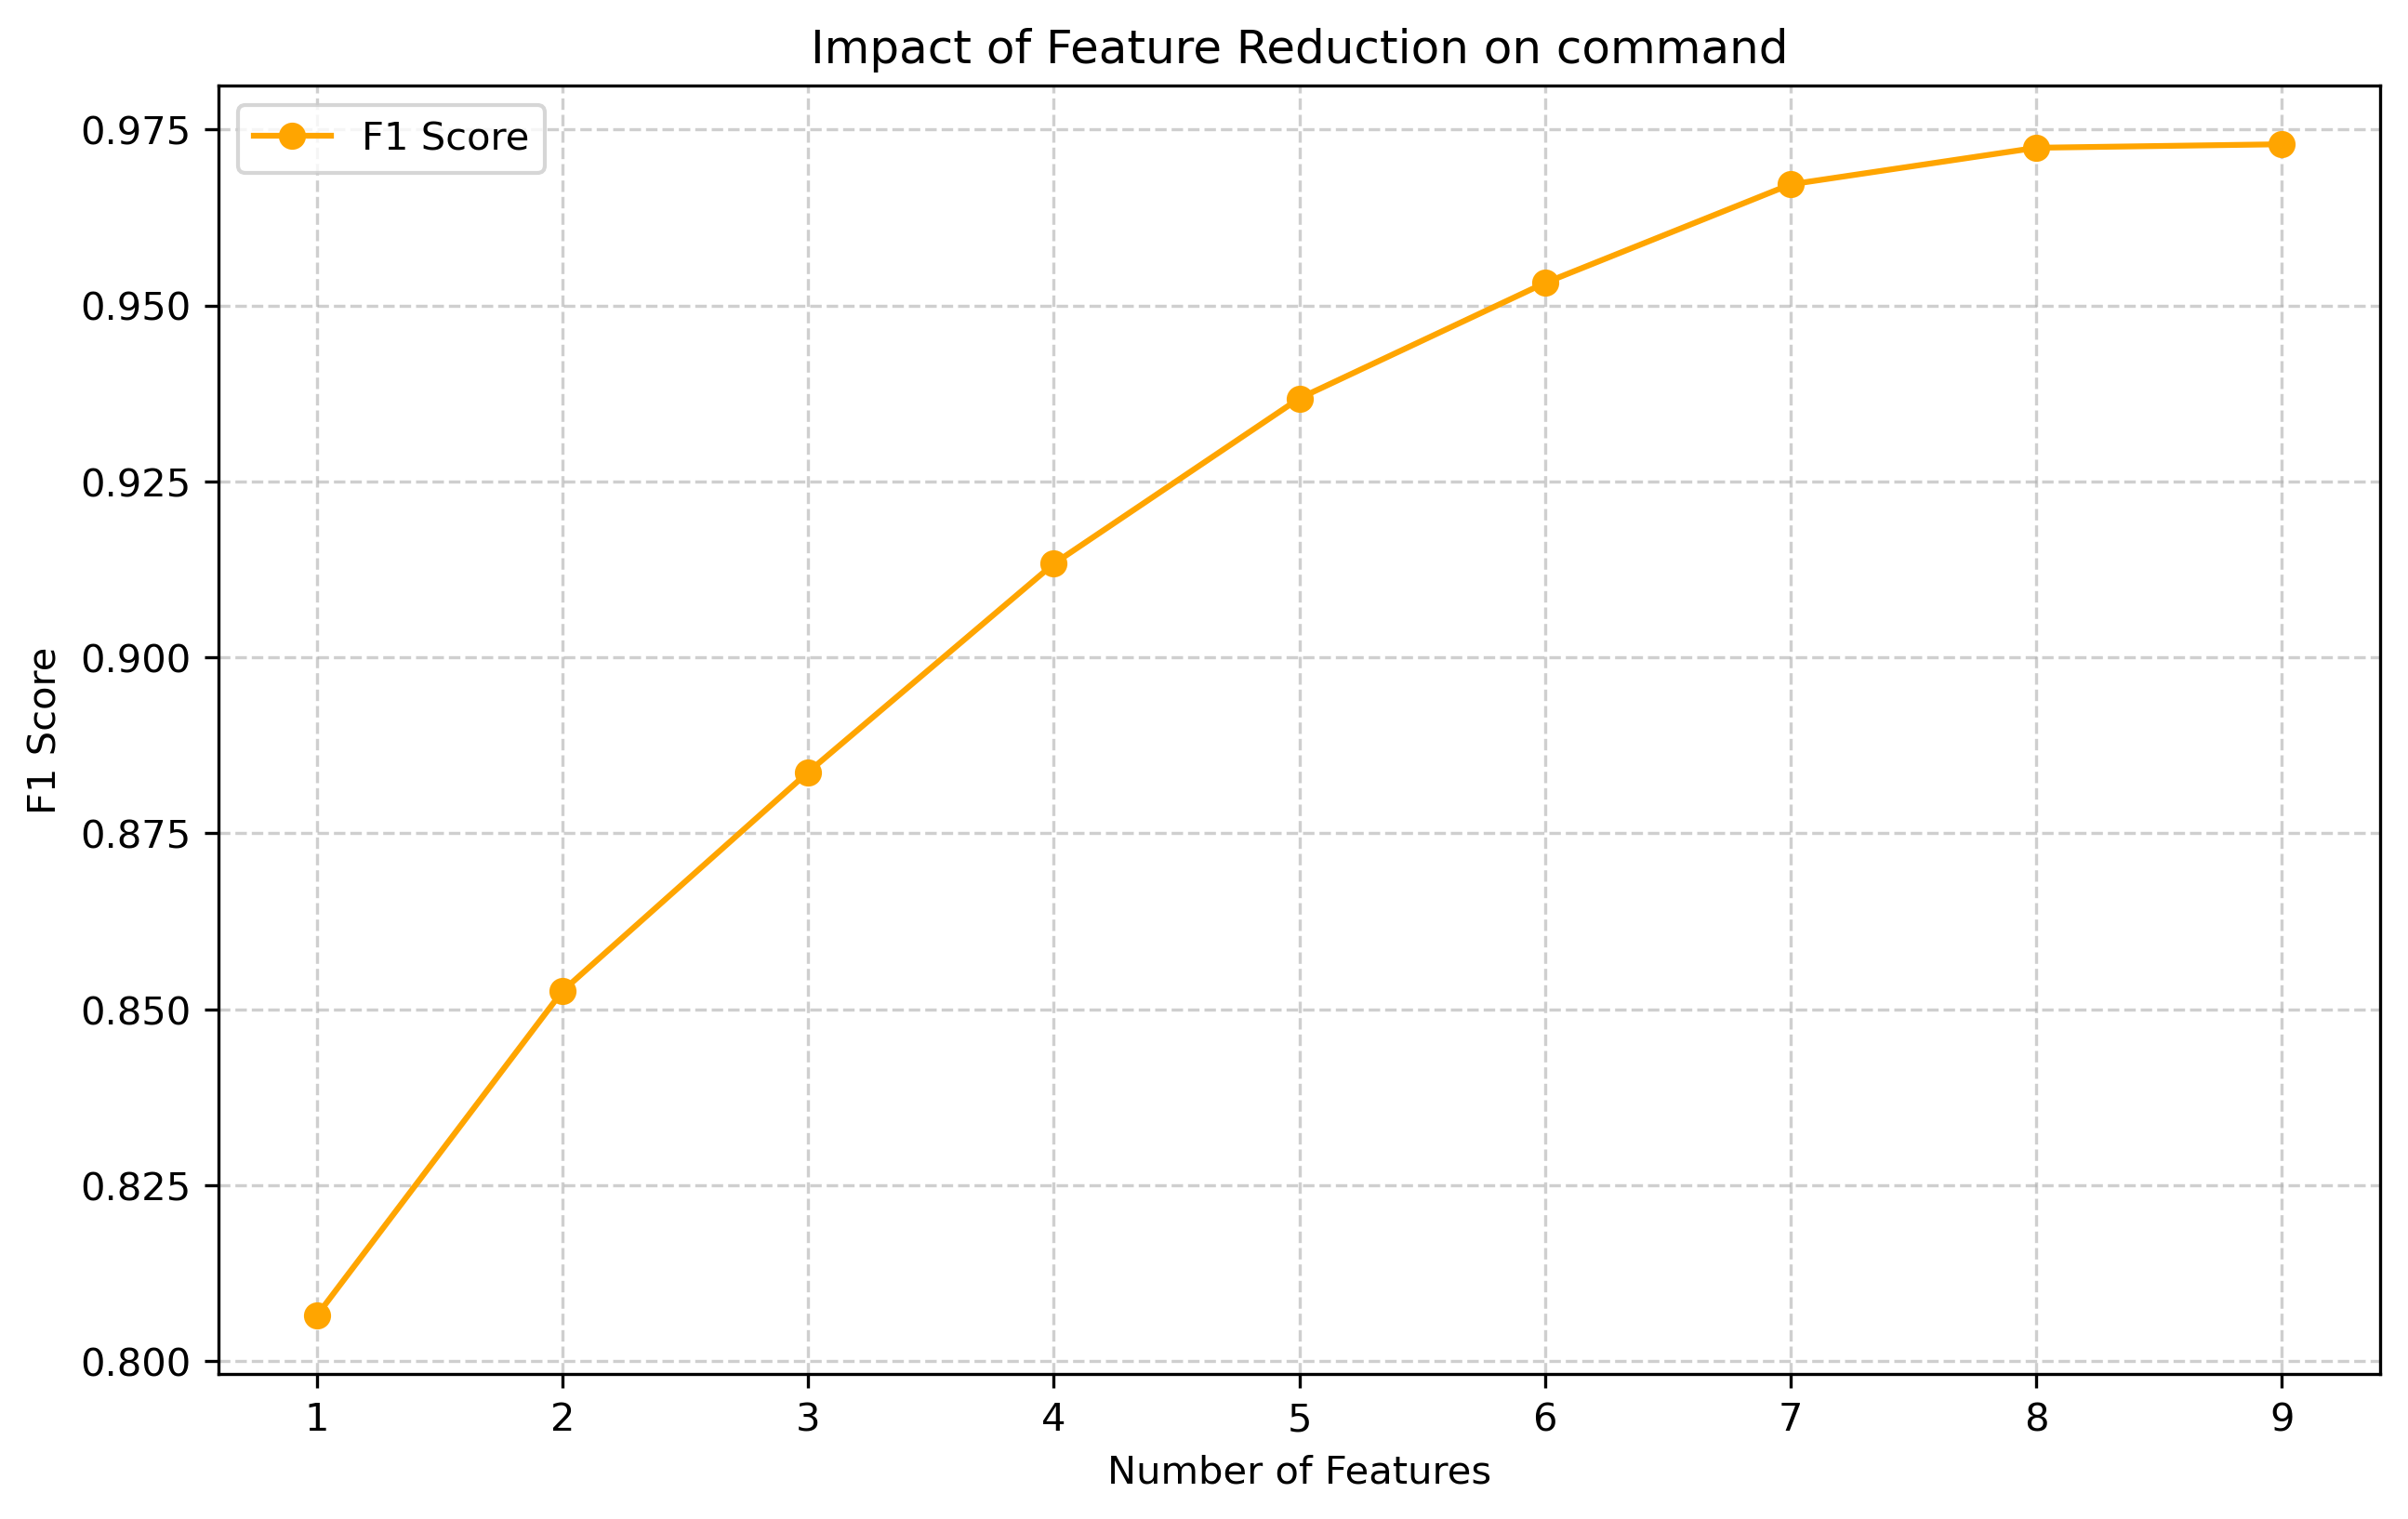 Impact of Feature Reduction on command
F1 Score
0.975
0.950
0.925
0.900
0.875
0.850
0.825
0.800
F1 Score
1 2 3 4 5 6 7 8 9
Number of Features